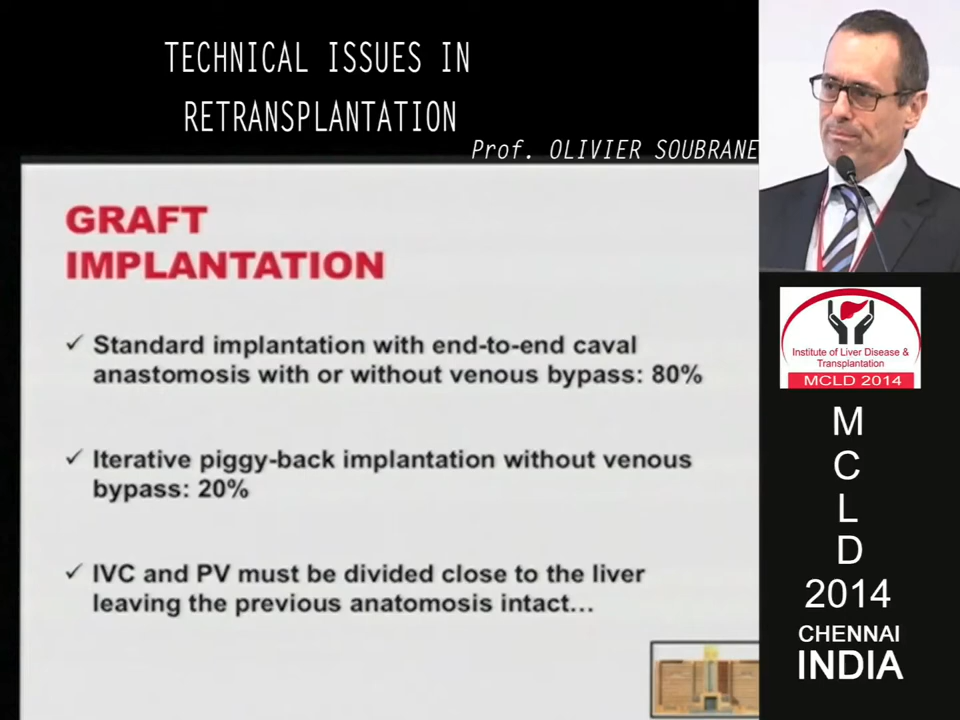 TECHNICAL ISSUES IN
RETRANSPLANTATION
Prof. OLIVIER SOUBRANE
GRAFT
IMPLANTATION
✓ Standard implantation with end-to-end caval
anastomosis with or without venous bypass: 80%
✓ Iterative piggy-back implantation without venous
bypass: 20%
✓ IVC and PV must be divided close to the liver
leaving the previous anatomosis intact...
Institute of Liver Disease &
Transplantation
MCLD 2014
M
C
L
D
2014
CHENNAI
INDIA